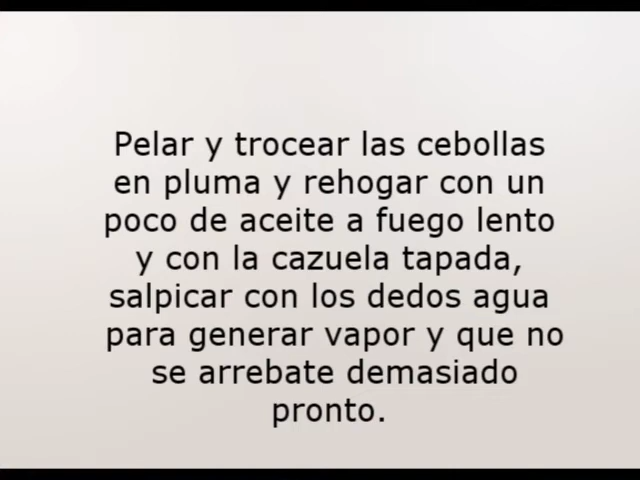 Pelar y trocear las cebollas
en pluma y rehogar con un
poco de aceite a fuego lento
y con la cazuela tapada,
salpicar con los dedos agua
para generar vapor y que no
se arrebate demasiado
pronto.